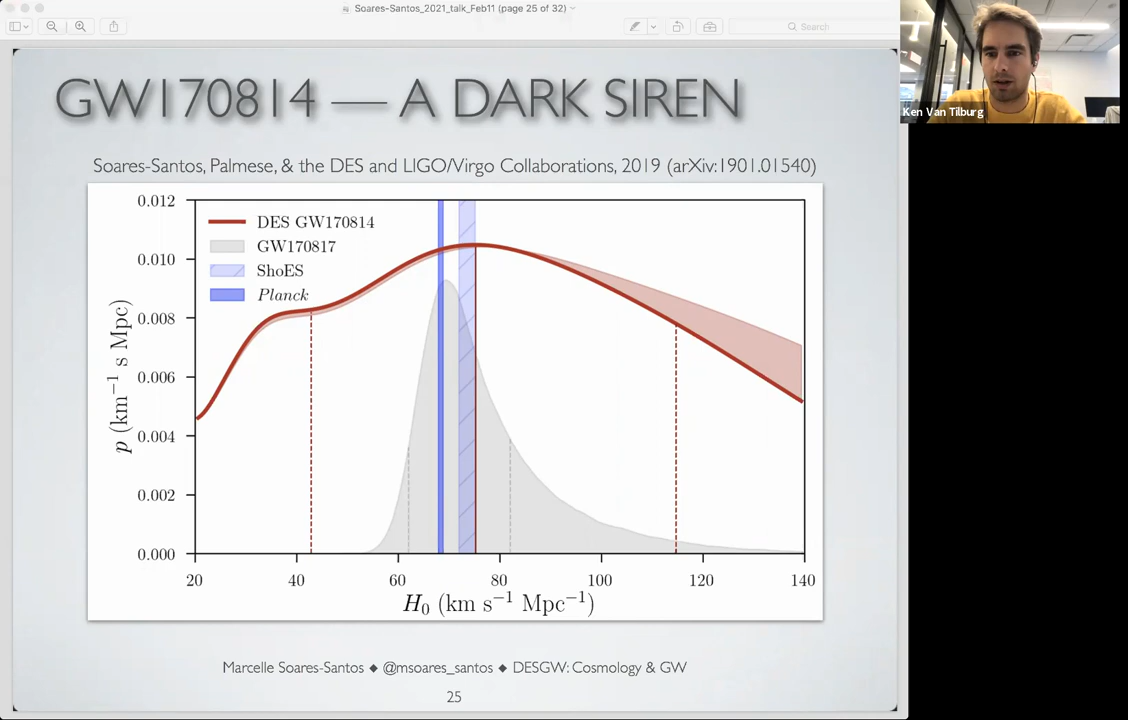 Soares-Santos_2021_talk_Feb11 (page 25 of 32)
Search
Ken Van Tilburg
GW170814 — A DARK SIREN
Soares-Santos, Palmese, & the DES and LIGO/Virgo Collaborations, 2019 (arXiv:1901.01540)
DES GW170814
GW170817
ShoES
Planck
0.012
0.010
0.008
0.006
0.004
0.002
0.000
p (km⁻¹ s Mpc)
20 40 60 80 100 120 140
H₀ (km s⁻¹ Mpc⁻¹)
Marcelle Soares-Santos ◆ @msoares_santos ◆ DESGW: Cosmology & GW
25